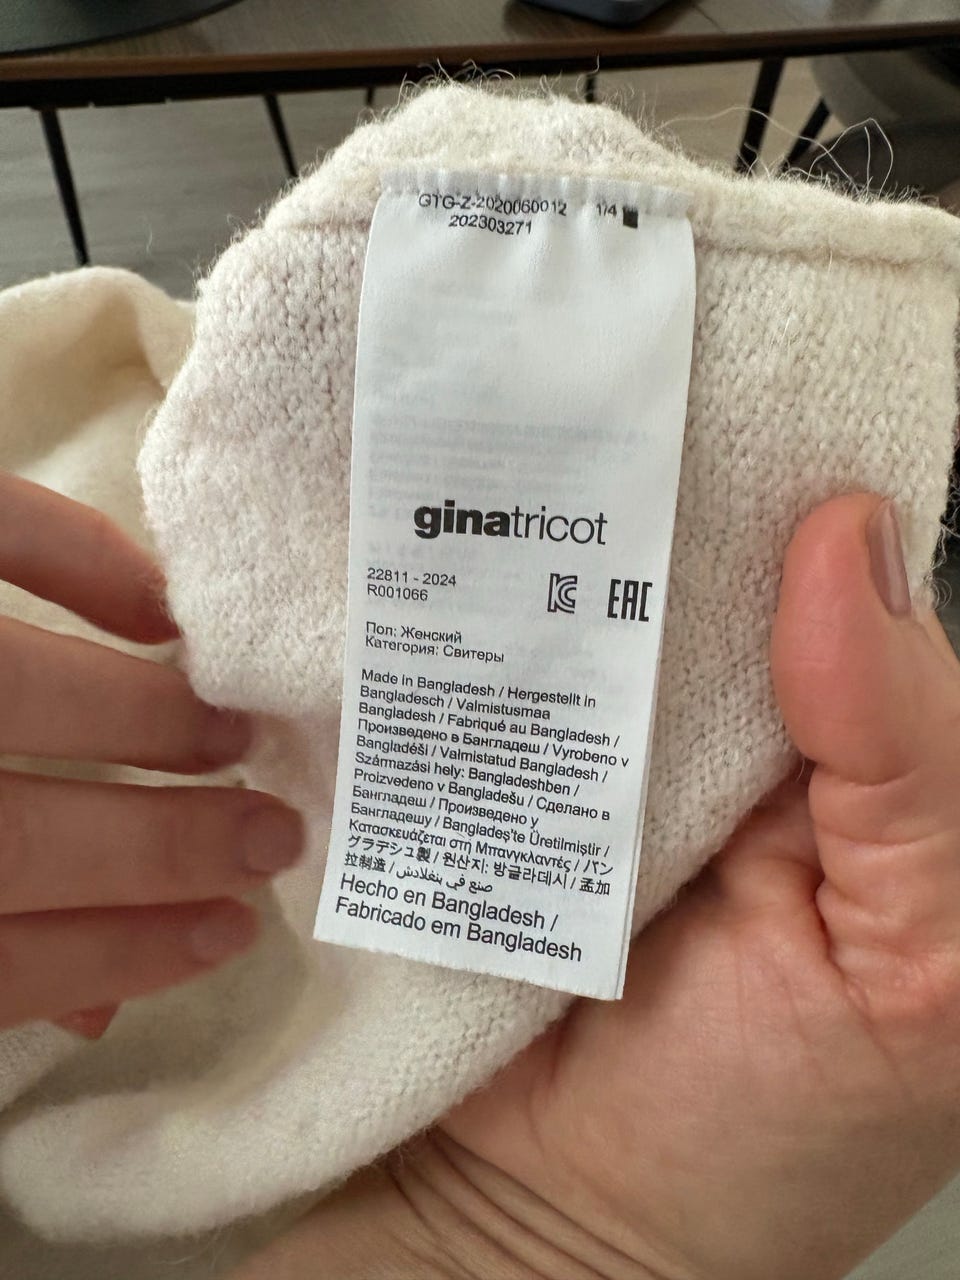 GTG-Z-2020060012 1/4
202303271
ginatricot
22811 - 2024
R001066
EAC
Пол: Женский
Категория: Свитеры
Made in Bangladesh / Hergestellt in
Bangladesch / Valmistusmaa
Bangladesh / Fabriqué au Bangladesh /
Произведено в Бангладеш / Vyrobeno v
Bangladéši / Valmistatud Bangladesh /
Származási hely: Bangladeshben /
Proizvedeno v Bangladešu / Сделано в
Бангладеш / Произведено у
Бангладешу / Bangladeş'te Üretilmiştir /
Κατασκευάζεται στη Μπανγκλαντές / バン
グラデシュ製 / 원산지: 방글라데시 / 孟加
拉制造 / صنع في بنغلادش
Hecho en Bangladesh /
Fabricado em Bangladesh